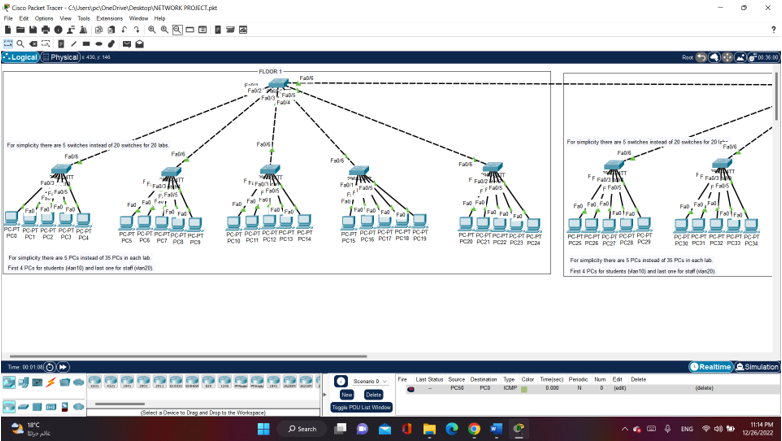 Cisco Packet Tracer - C:\Users\pc\OneDrive\Desktop\NETWORK PROJECT.pkt
File Edit Options View Tools Extensions Window Help
Logical Physical x: 430, y: 146 Root 00:36:00
FLOOR 1
Fa0/6
Fa0/2
Fa0/3 Fa0/5
Fa0/4
For simplicity there are 5 switches instead of 20 switches for 20 labs.
For simplicity there are 5 switches instead of 20 switches for 20
Fa0/6 Fa0/6 Fa0/6 Fa0/6 Fa0/6 Fa0/6 Fa0/6
PC-PT PC-PT PC-PT PC-PT PC-PT PC-PT PC-PT PC-PT PC-PT PC-PT PC-PT PC-PT PC-PT PC-PT PC-PT PC-PT PC-PT PC-PT PC-PT PC-PT PC-PT PC-PT PC-PT PC-PT PC-PT PC-PT PC-PT PC-PT PC-PT PC-PT PC-PT PC-PT PC-PT PC-PT PC-PT
PC0 PC1 PC2 PC3 PC4 PC5 PC6 PC7 PC8 PC9 PC10 PC11 PC12 PC13 PC14 PC15 PC16 PC17 PC18 PC19 PC20 PC21 PC22 PC23 PC24 PC25 PC26 PC27 PC28 PC29 PC30 PC31 PC32 PC33 PC34
For simplicity there are 5 PCs instead of 35 PCs in each lab.
First 4 PCs for students (vlan10) and last one for staff (vlan20).
For simplicity there are 5 PCs instead of 35 PCs in each lab.
First 4 PCs for students (vlan10) and last one for staff (vlan20).
Time: 00:01:08 Realtime Simulation
Scenario 0
New Delete
Toggle PDU List Window
Fire Last Status Source Destination Type Color Time(sec) Periodic Num Edit Delete
-- PC50 PC0 ICMP 0.000 N 0 (edit) (delete)
(Select a Device to Drag and Drop to the Workspace)
18°C
غائم جزئيًا
Search
ENG
11:14 PM
12/26/2022